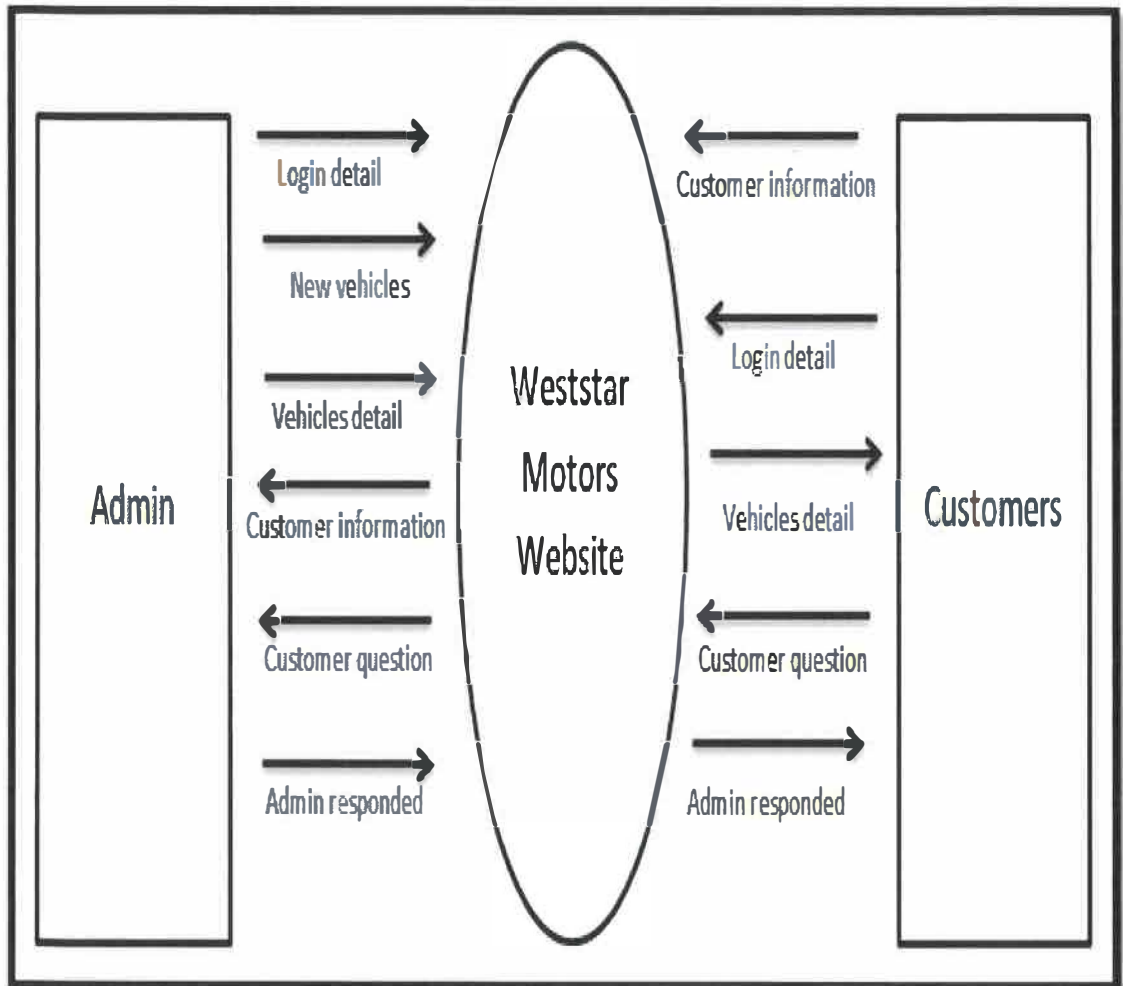 Admin
Login detail
New vehicles
Vehicles detail
Customer information
Customer question
Admin responded
Weststar
Motors
Website
Customer information
Login detail
Vehicles detail
Customer question
Admin responded
Customers